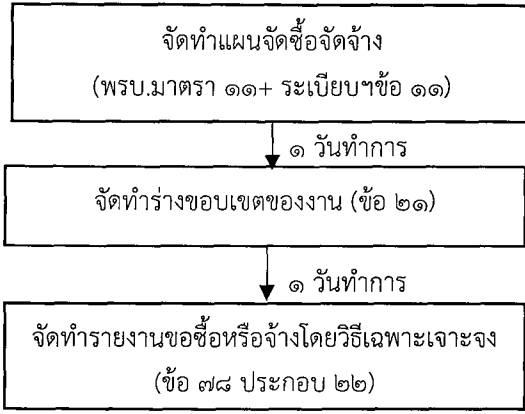 จัดทำแผนจัดซื้อจัดจ้าง
(พรบ.มาตรา ๑๑+ ระเบียบฯข้อ ๑๑)
๑ วันทำการ
จัดทำร่างขอบเขตของงาน (ข้อ ๒๑)
๑ วันทำการ
จัดทำรายงานขอซื้อหรือจ้างโดยวิธีเฉพาะเจาะจง
(ข้อ ๗๘ ประกอบ ๒๒)